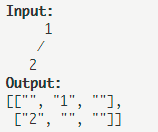 Input:
     1
    /
   2
Output:
[["", "1", ""],
 ["2", "", ""]]